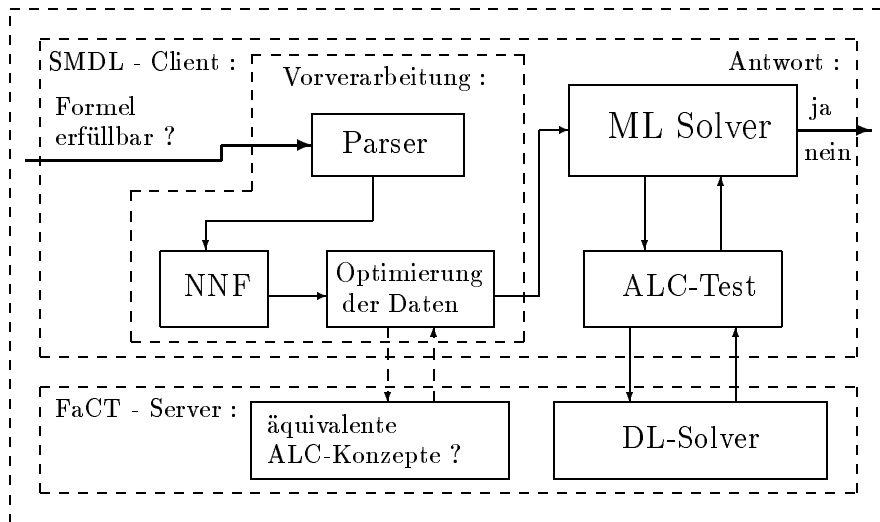 SMDL - Client :
Vorverarbeitung :
Antwort :
Formel
erfüllbar ?
Parser
ML Solver
ja
nein
NNF
Optimierung
der Daten
ALC-Test
FaCT - Server :
äquivalente
ALC-Konzepte ?
DL-Solver